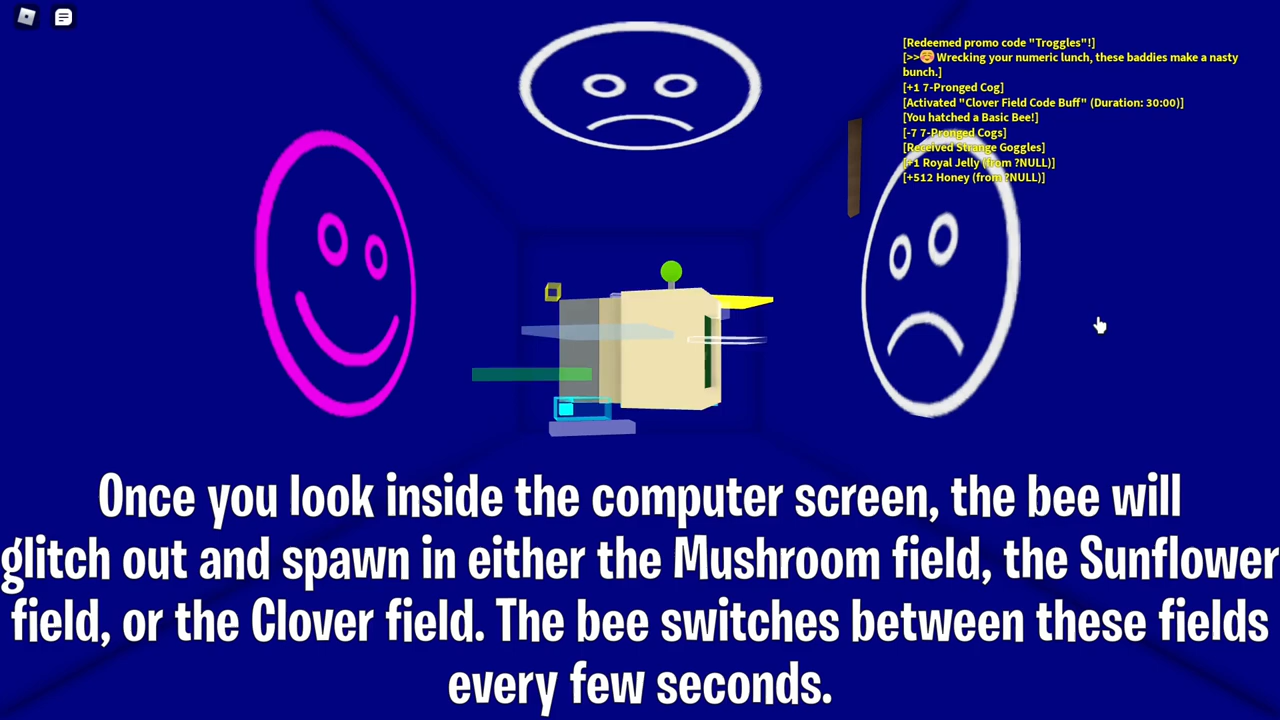 [Redeemed promo code "Troggles"!]
[>>☺️ Wrecking your numeric lunch, these baddies make a nasty
bunch.]
[+1 7-Pronged Cog]
[Activated "Clover Field Code Buff" (Duration: 30:00)]
[You hatched a Basic Bee!]
[-7 7-Pronged Cogs]
[Received Strange Goggles]
[+1 Royal Jelly (from ?NULL)]
[+512 Honey (from ?NULL)]
Once you look inside the computer screen, the bee will
glitch out and spawn in either the Mushroom field, the Sunflower
field, or the Clover field. The bee switches between these fields
every few seconds.